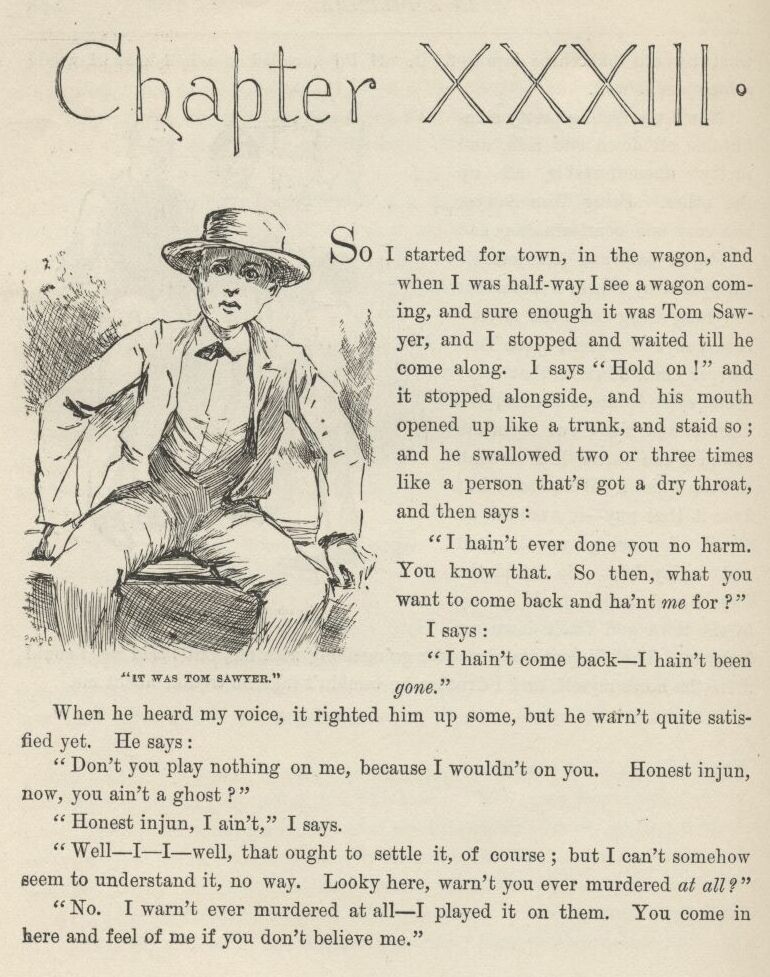 Chapter XXXIII.
So I started for town, in the wagon, and
when I was half-way I see a wagon com-
ing, and sure enough it was Tom Saw-
yer, and I stopped and waited till he
come along. I says “Hold on!” and
it stopped alongside, and his mouth
opened up like a trunk, and staid so;
and he swallowed two or three times
like a person that's got a dry throat,
and then says:
“I hain't ever done you no harm.
You know that. So then, what you
want to come back and ha'nt me for?”
I says:
“I hain't come back—I hain't been
gone.”
“IT WAS TOM SAWYER.”
When he heard my voice, it righted him up some, but he warn't quite satis-
fied yet. He says:
“Don't you play nothing on me, because I wouldn't on you. Honest injun,
now, you ain't a ghost?”
“Honest injun, I ain't,” I says.
“Well—I—I—well, that ought to settle it, of course; but I can't somehow
seem to understand it, no way. Looky here, warn't you ever murdered at all?”
“No. I warn't ever murdered at all—I played it on them. You come in
here and feel of me if you don't believe me.”